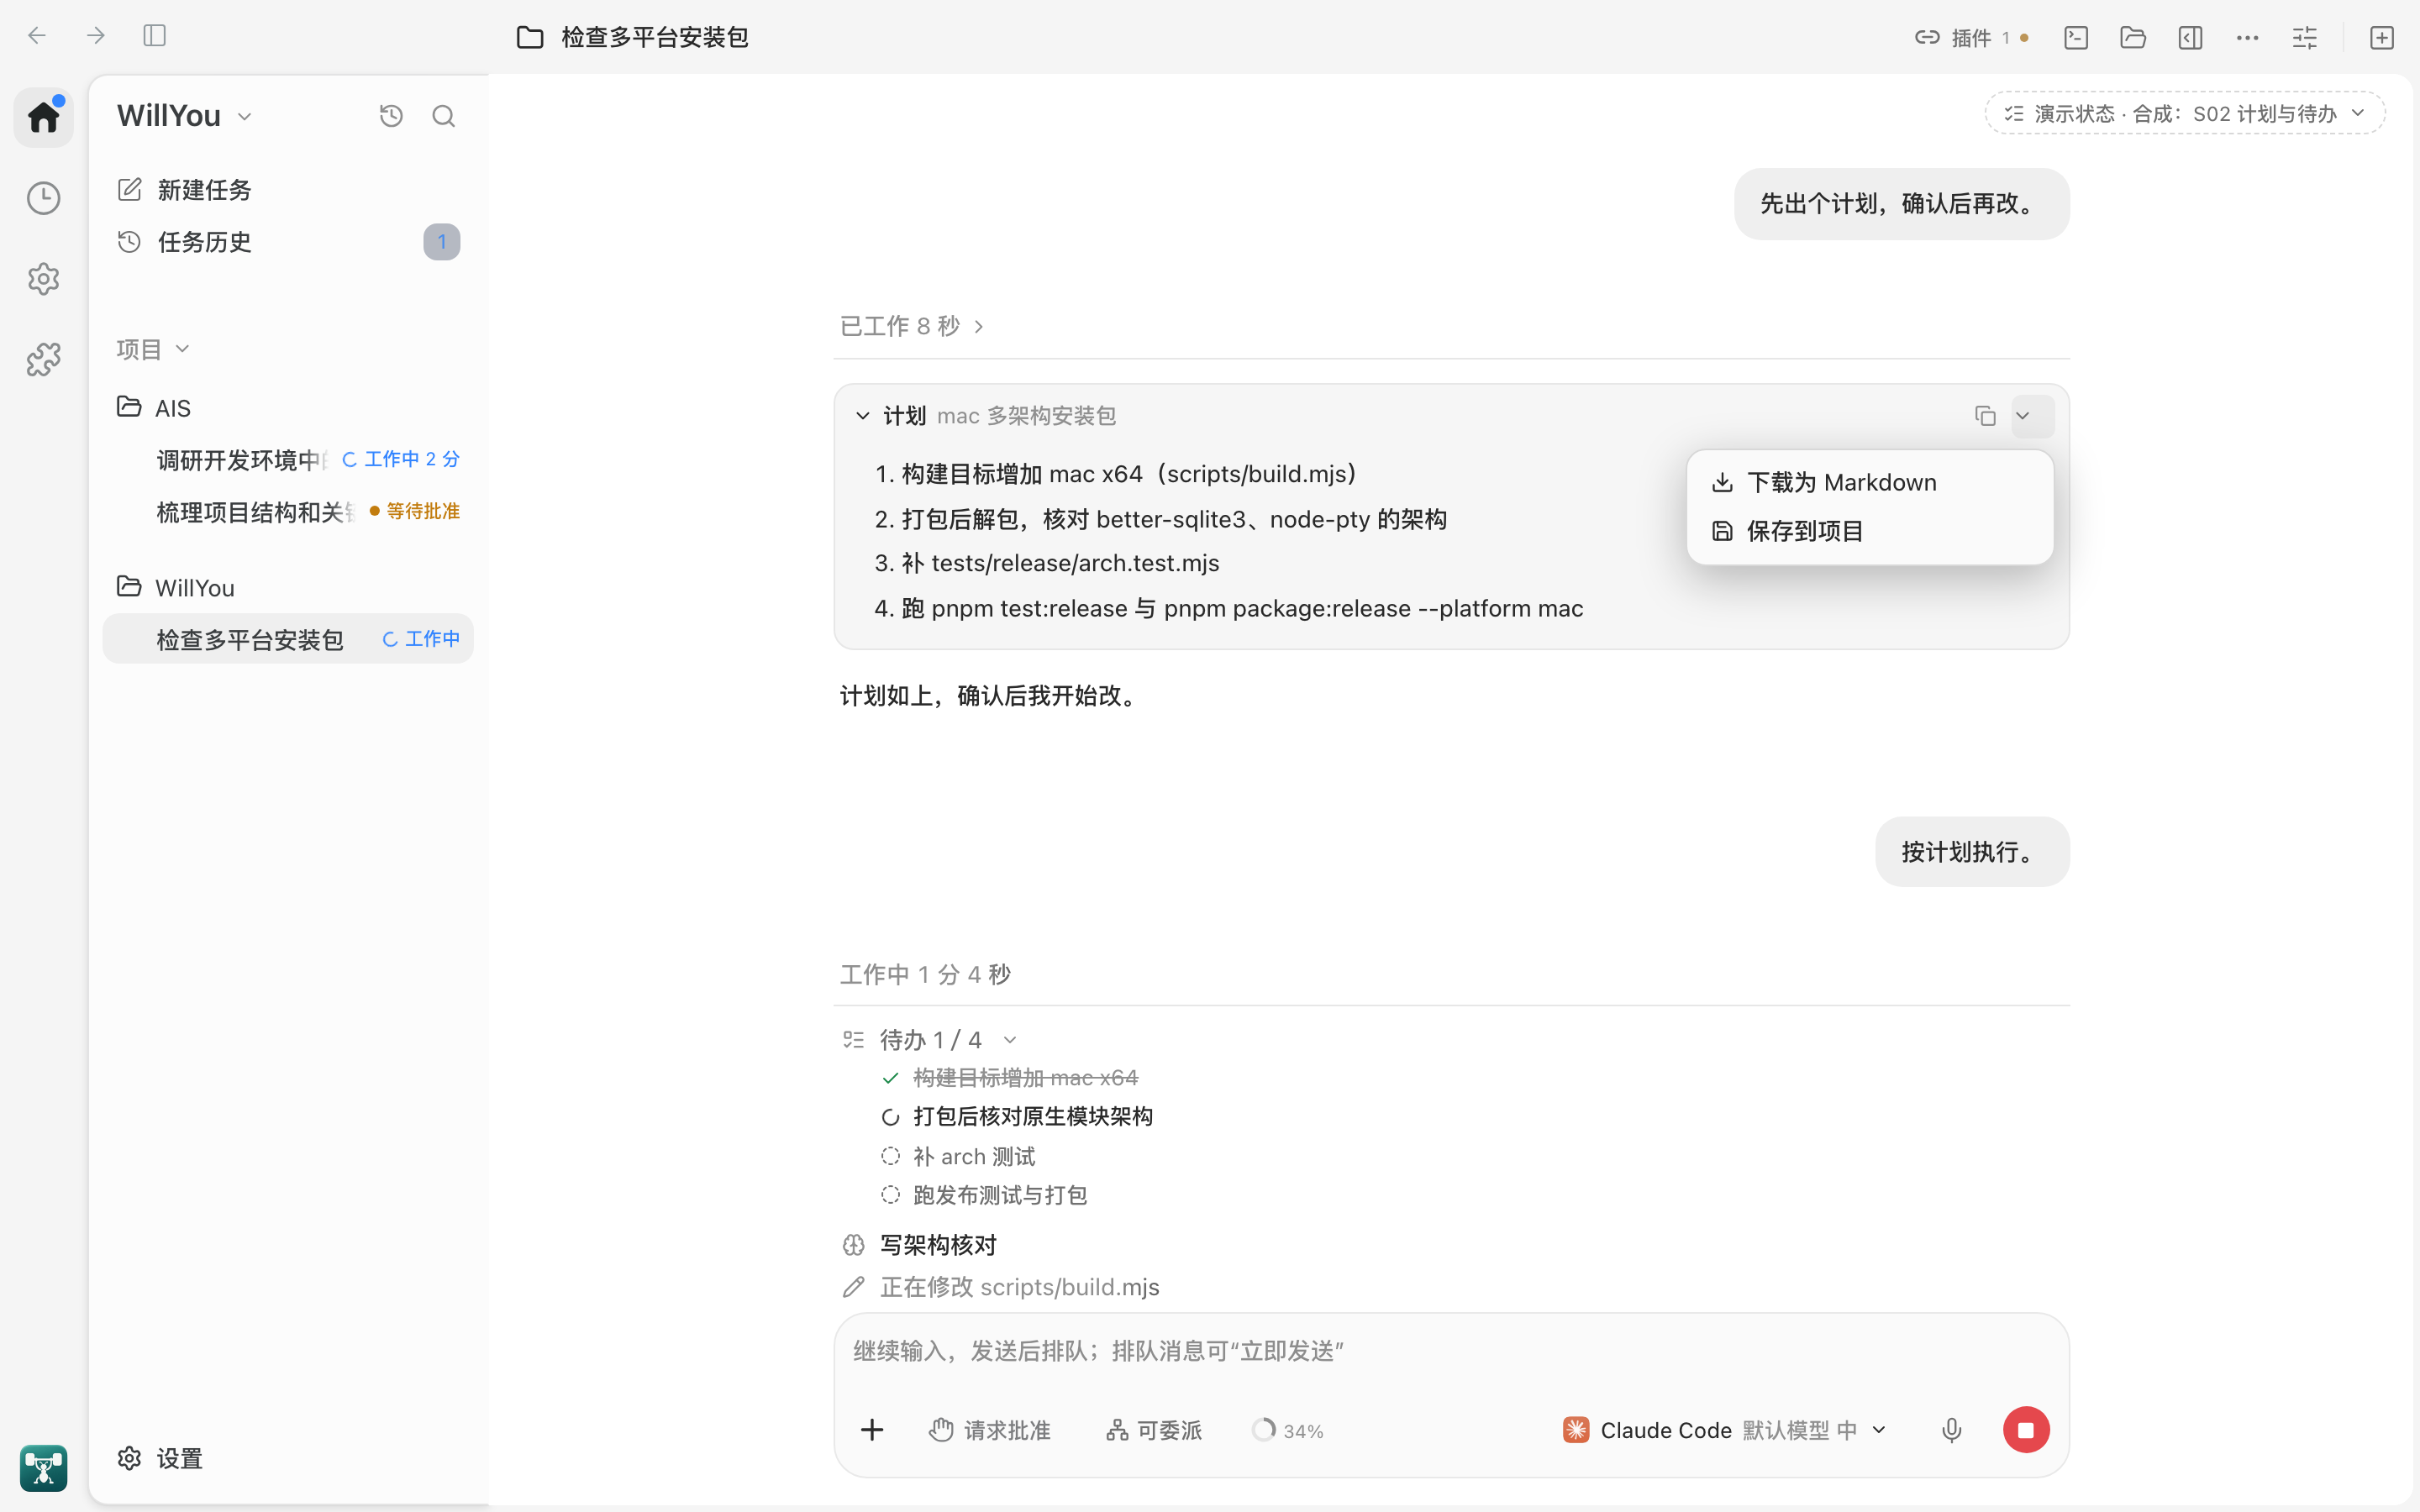 检查多平台安装包
插件 1
WillYou
演示状态 · 合成：S02 计划与待办
新建任务
任务历史 1
项目
AIS
调研开发环境中 工作中 2 分
梳理项目结构和关 等待批准
WillYou
检查多平台安装包 工作中
设置
先出个计划，确认后再改。
已工作 8 秒
计划 mac 多架构安装包
1. 构建目标增加 mac x64（scripts/build.mjs）
2. 打包后解包，核对 better-sqlite3、node-pty 的架构
3. 补 tests/release/arch.test.mjs
4. 跑 pnpm test:release 与 pnpm package:release --platform mac
下载为 Markdown
保存到项目
计划如上，确认后我开始改。
按计划执行。
工作中 1 分 4 秒
待办 1 / 4
构建目标增加 mac x64
打包后核对原生模块架构
补 arch 测试
跑发布测试与打包
写架构核对
正在修改 scripts/build.mjs
继续输入，发送后排队；排队消息可“立即发送”
请求批准 可委派 34% Claude Code 默认模型 中